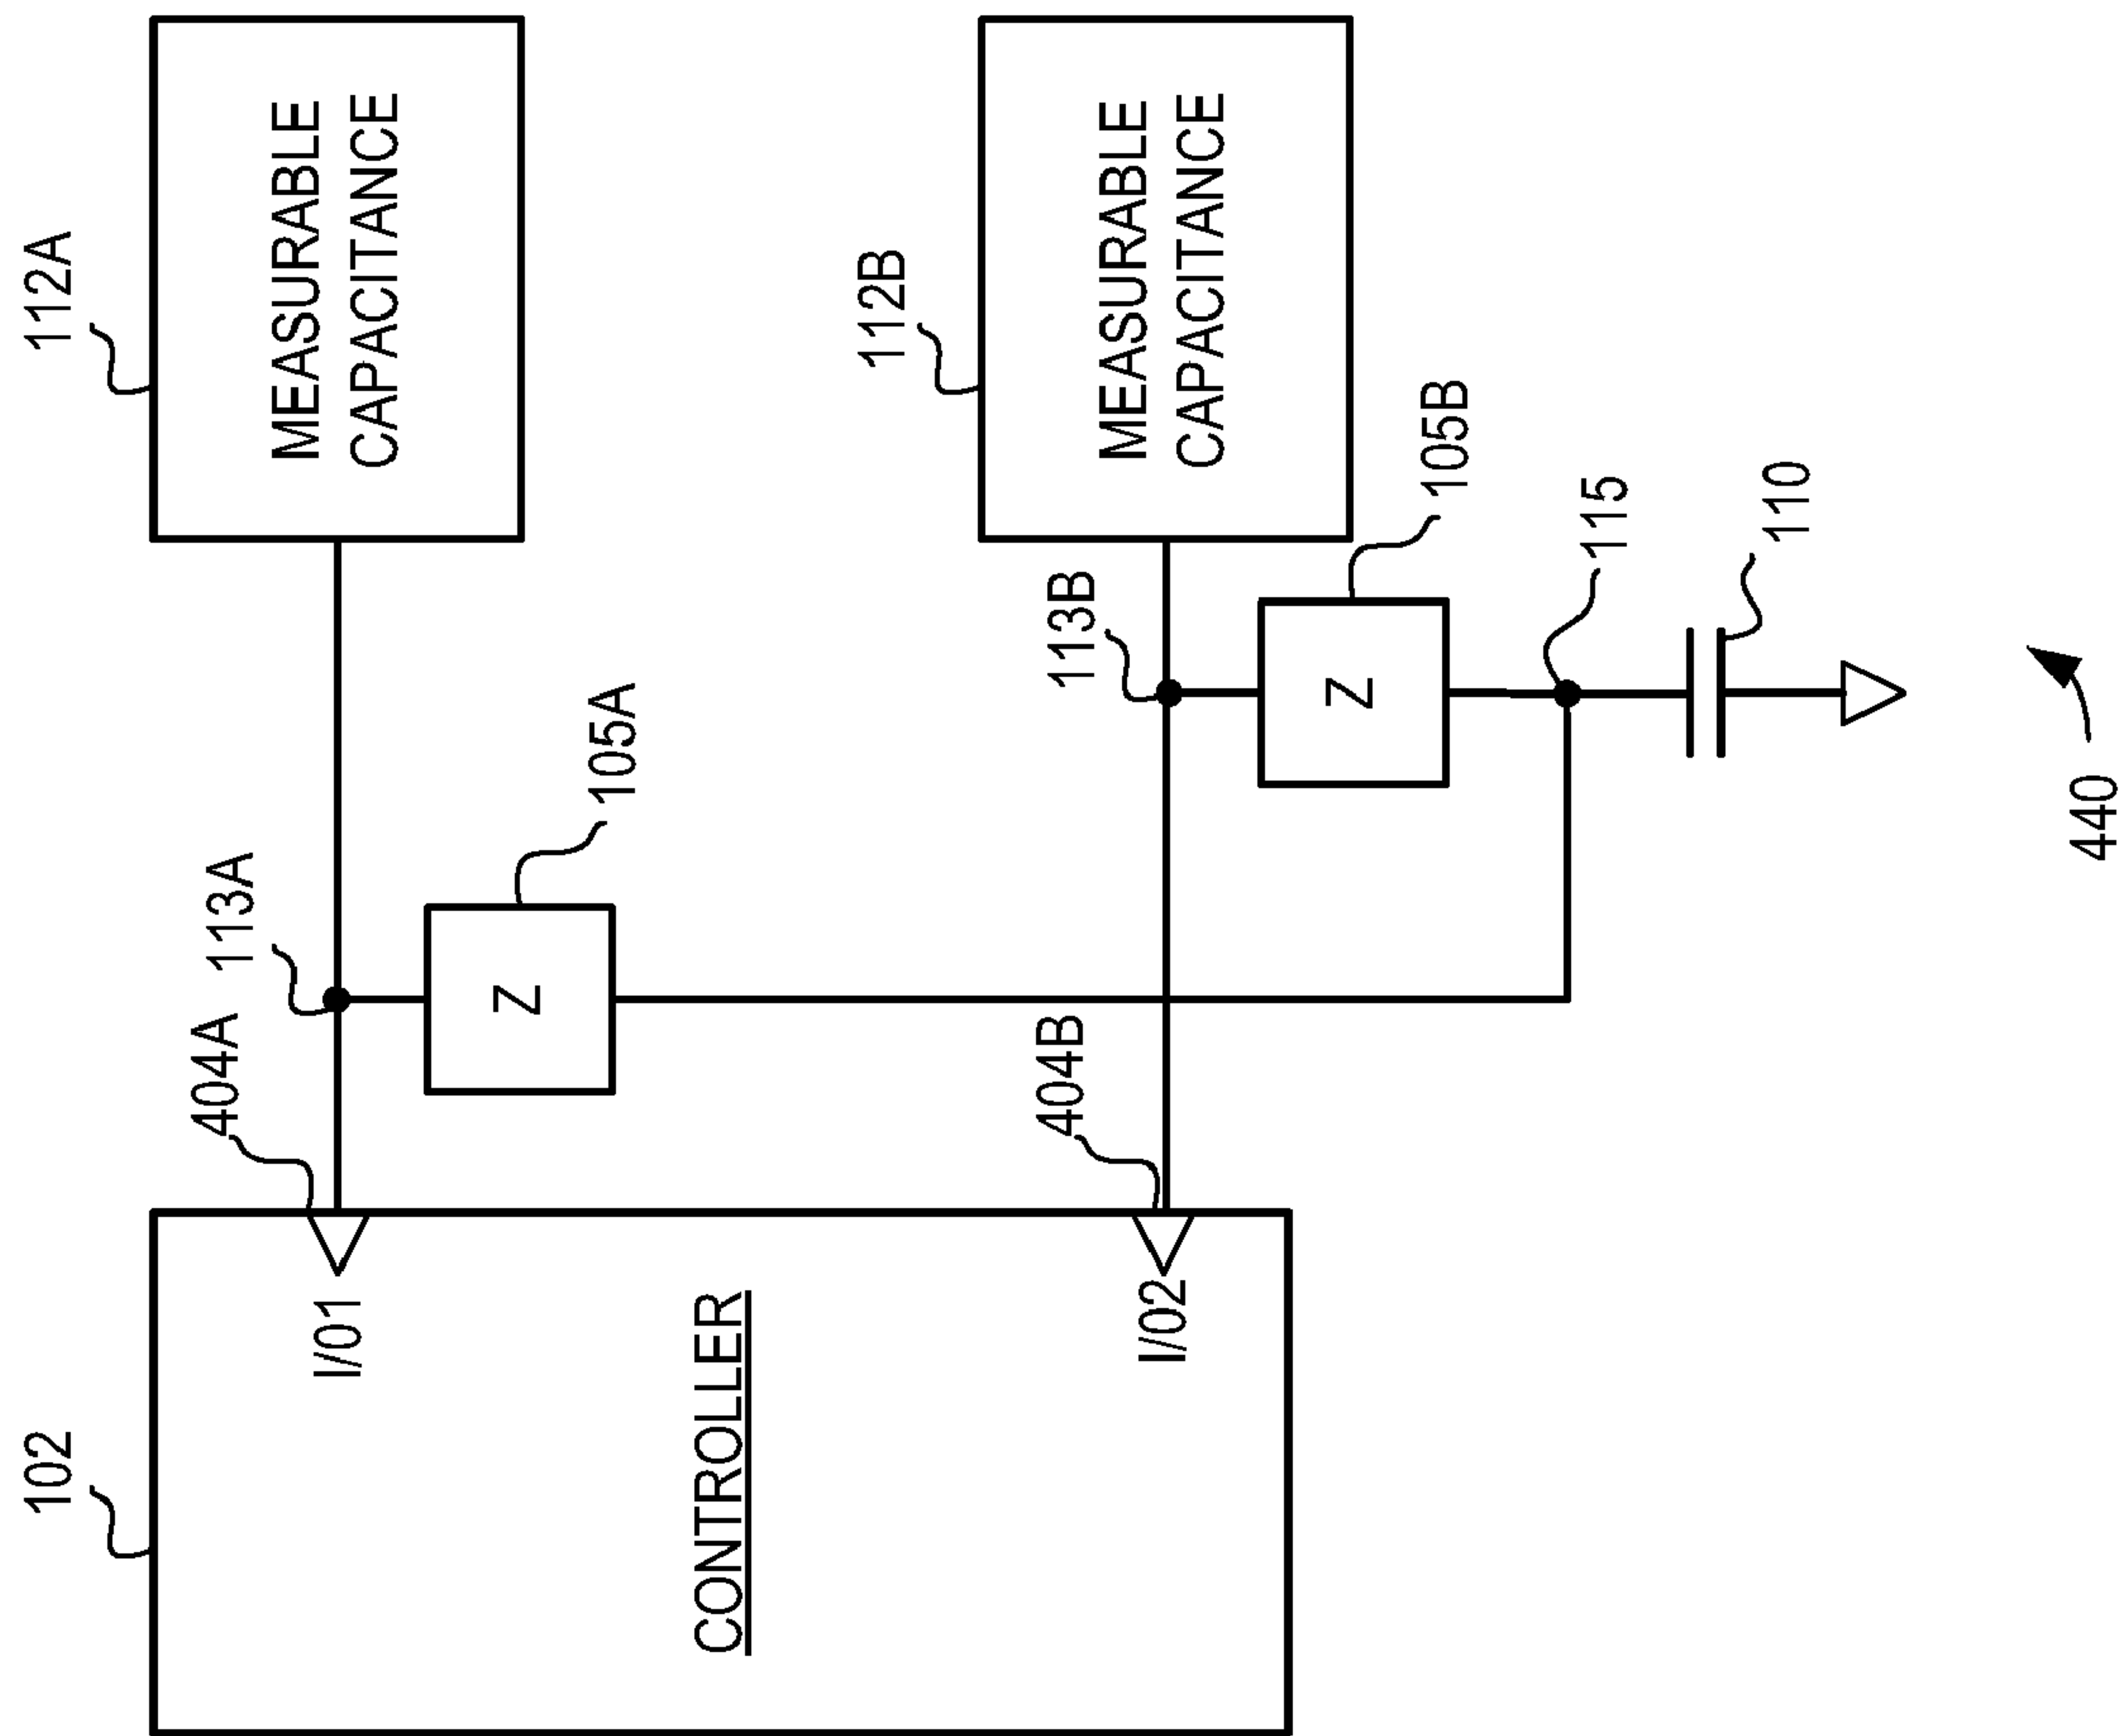 102
112A
404A
113A
MEASURABLE
CAPACITANCE
I/01
Z
105A
CONTROLLER
112B
404B
113B
MEASURABLE
CAPACITANCE
I/02
Z
105B
115
110
440